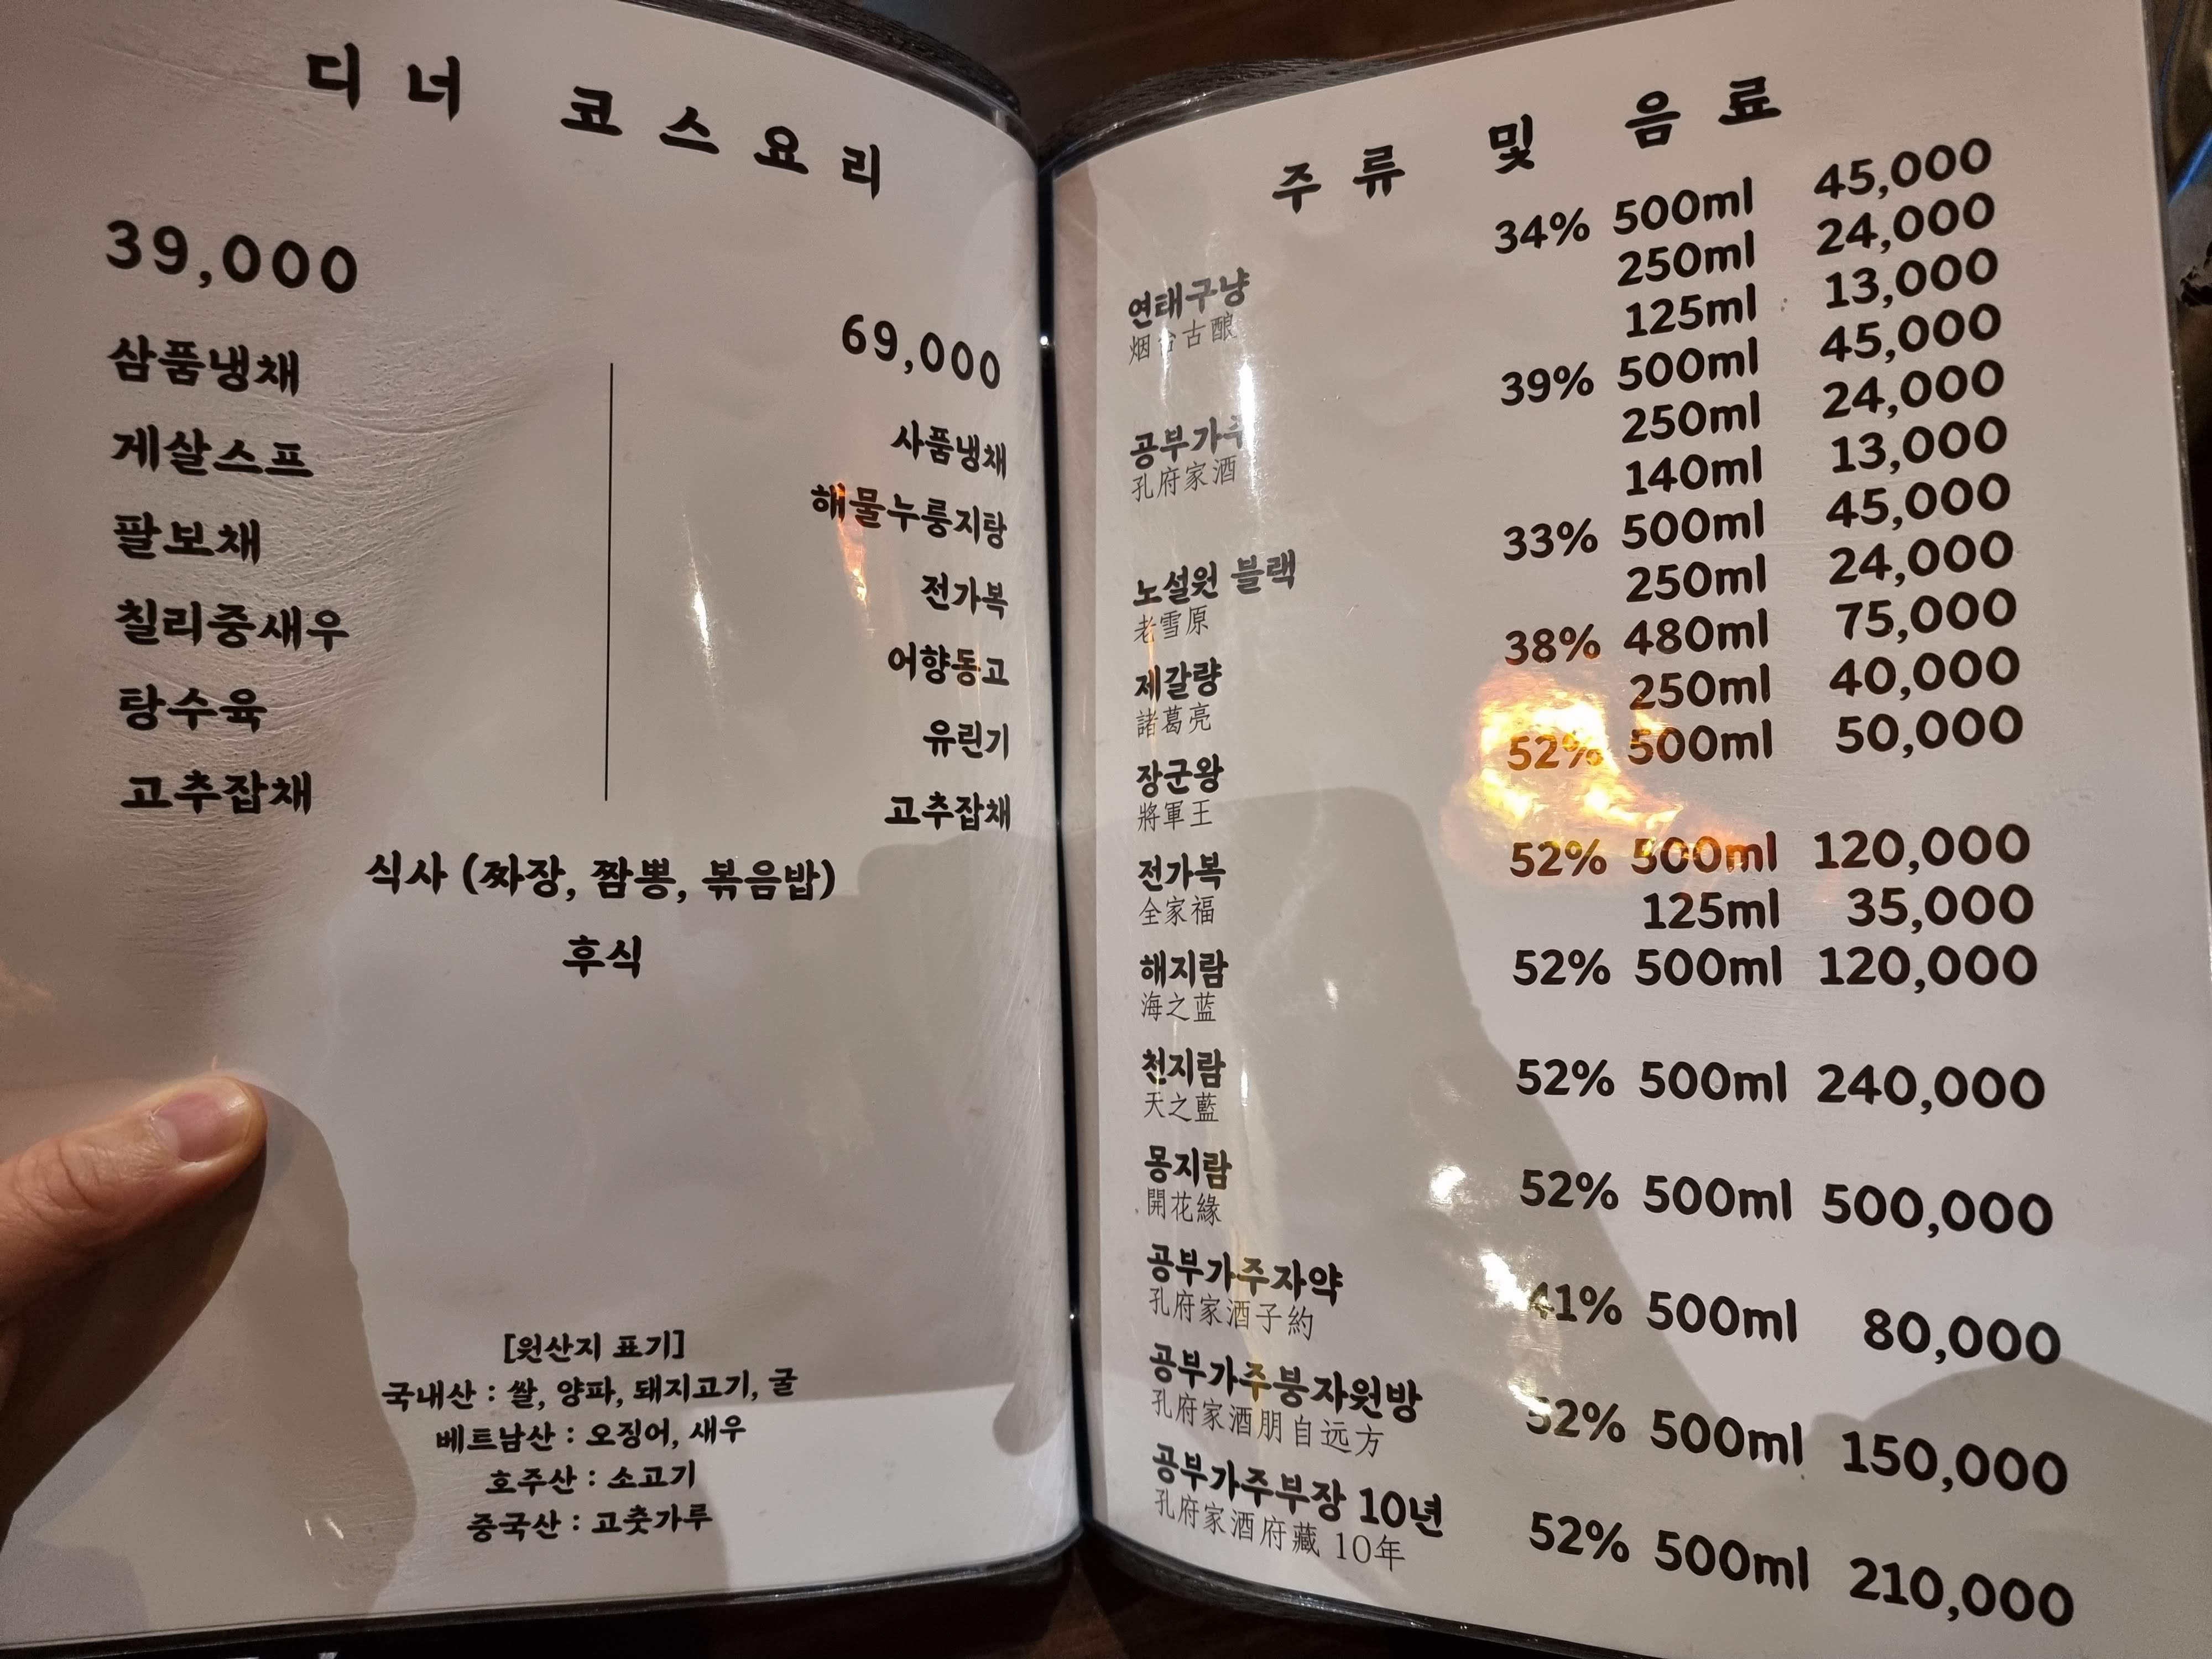 디너 코스요리
39,000
삼품냉채
게살스프
팔보채
칠리중새우
탕수육
고추잡채
69,000
사품냉채
해물누룽지탕
전가복
어향동고
유린기
고추잡채
식사 (짜장, 짬뽕, 볶음밥)
후식
[원산지 표기]
국내산 : 쌀, 양파, 돼지고기, 굴
베트남산 : 오징어, 새우
호주산 : 소고기
중국산 : 고춧가루
주류 및 음료
연태구냥 34% 500ml 45,000
烟台古酿 250ml 24,000
125ml 13,000
공부가주 39% 500ml 45,000
孔府家酒 250ml 24,000
140ml 13,000
노설원 블랙 33% 500ml 45,000
老雪原 250ml 24,000
제갈량 38% 480ml 75,000
諸葛亮 250ml 40,000
장군왕 52% 500ml 50,000
將軍王
전가복 52% 500ml 120,000
全家福 125ml 35,000
해지람 52% 500ml 120,000
海之蓝
천지람 52% 500ml 240,000
天之藍
몽지람 52% 500ml 500,000
開花緣
공부가주자약 41% 500ml 80,000
孔府家酒子約
공부가주붕자원방 52% 500ml 150,000
孔府家酒朋自远方
공부가주부장 10년 52% 500ml 210,000
孔府家酒府藏 10年